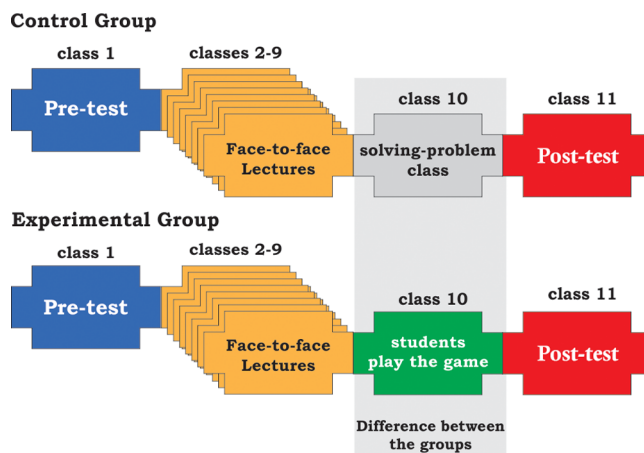 Control Group
class 1
classes 2-9
class 10
class 11
Pre-test
Face-to-face
Lectures
solving-problem
class
Post-test
Experimental Group
class 1
classes 2-9
class 10
class 11
Pre-test
Face-to-face
Lectures
students
play the game
Post-test
Difference between
the groups